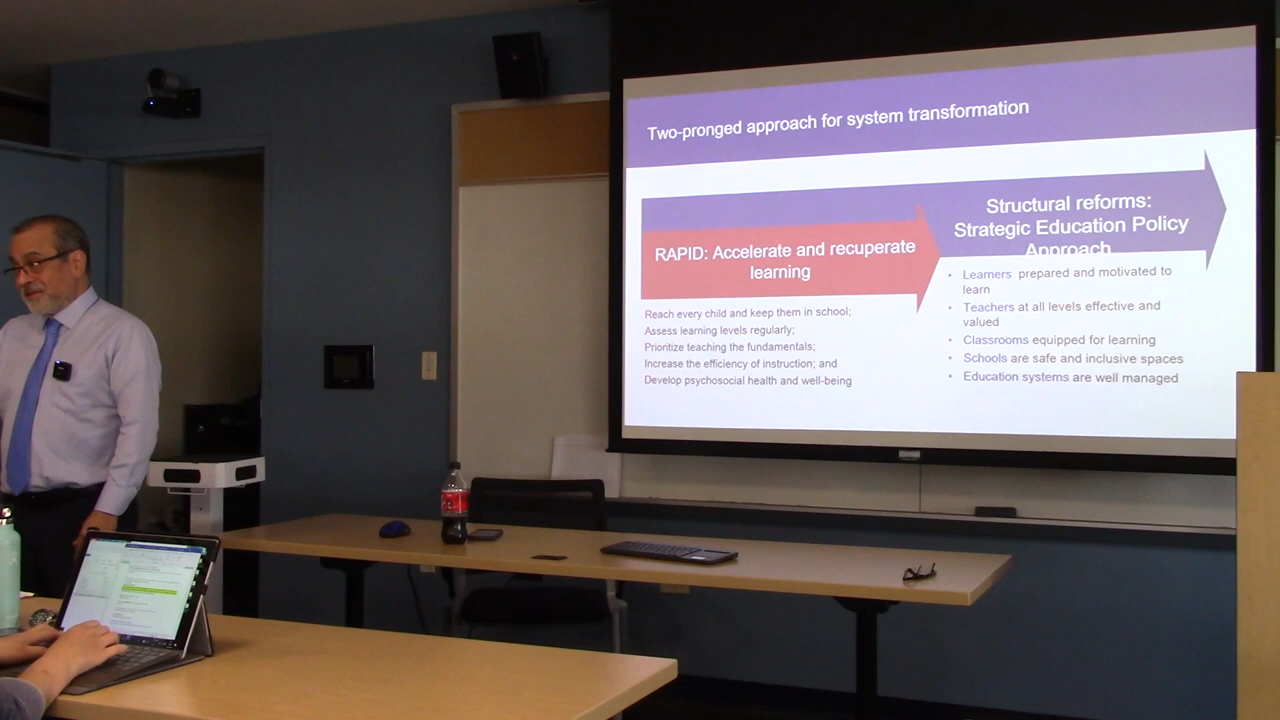 Two-pronged approach for system transformation
RAPID: Accelerate and recuperate
learning
Reach every child and keep them in school;
Assess learning levels regularly;
Prioritize teaching the fundamentals;
Increase the efficiency of instruction; and
Develop psychosocial health and well-being
Structural reforms:
Strategic Education Policy
Approach
• Learners prepared and motivated to
learn
• Teachers at all levels effective and
valued
• Classrooms equipped for learning
• Schools are safe and inclusive spaces
• Education systems are well managed